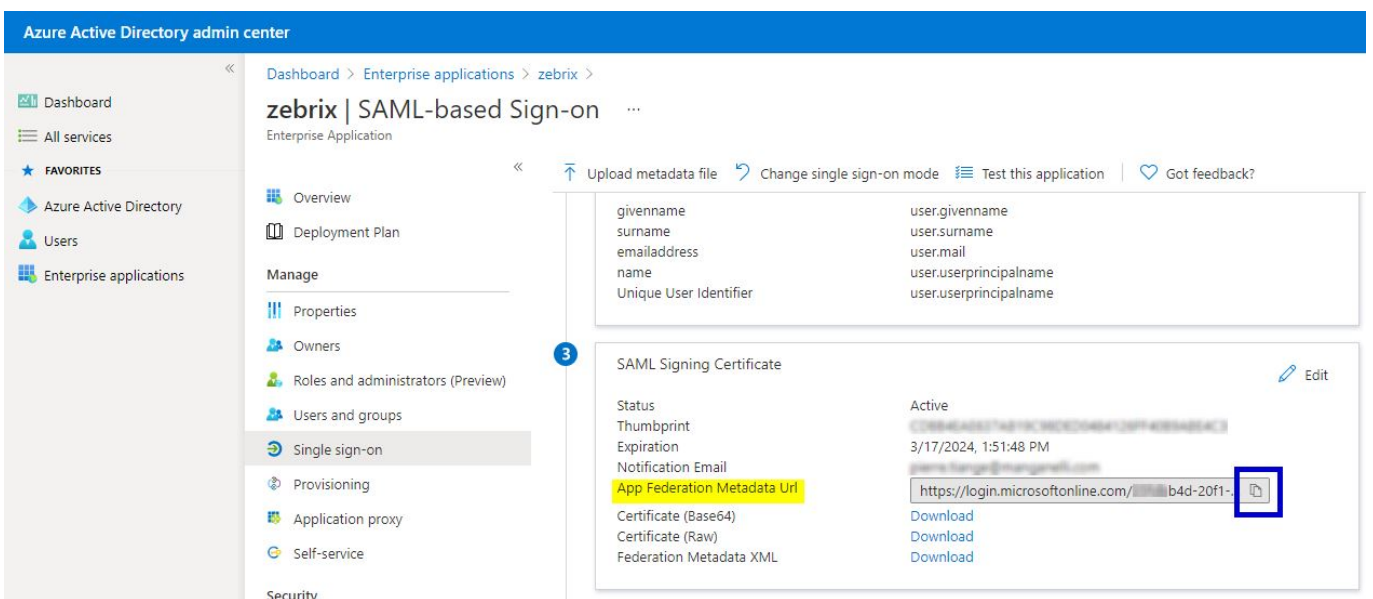 Azure Active Directory admin center
«
Dashboard
All services
FAVORITES
Azure Active Directory
Users
Enterprise applications
Dashboard > Enterprise applications > zebrix >
zebrix | SAML-based Sign-on ...
Enterprise Application
«
Overview
Deployment Plan
Manage
Properties
Owners
Roles and administrators (Preview)
Users and groups
Single sign-on
Provisioning
Application proxy
Self-service
Security
Upload metadata file Change single sign-on mode Test this application Got feedback?
givenname user.givenname
surname user.surname
emailaddress user.mail
name user.userprincipalname
Unique User Identifier user.userprincipalname
3
SAML Signing Certificate
Edit
Status Active
Thumbprint
Expiration 3/17/2024, 1:51:48 PM
Notification Email
App Federation Metadata Url https://login.microsoftonline.com/ b4d-20f1-...
Certificate (Base64) Download
Certificate (Raw) Download
Federation Metadata XML Download